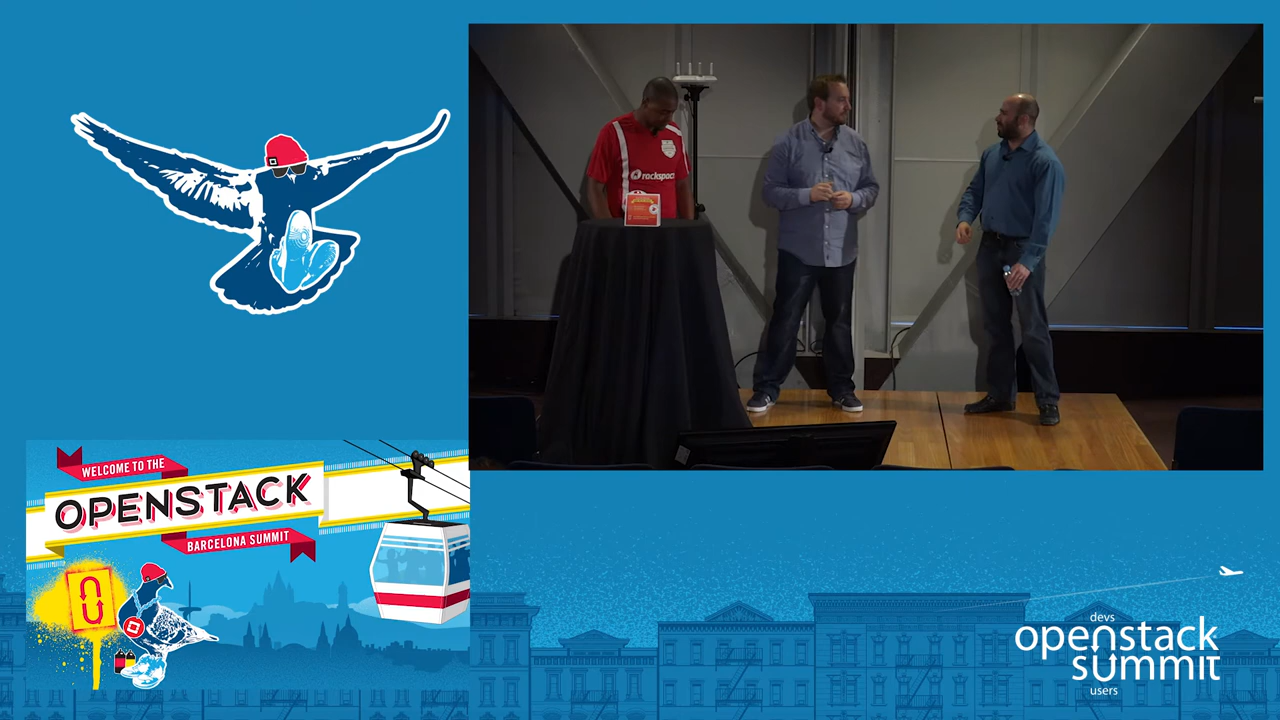 rackspace
WELCOME TO THE
OPENSTACK
BARCELONA SUMMIT
devs
openstack
summit
users